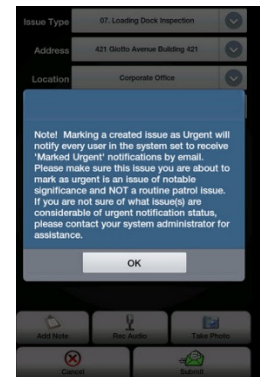 Issue Type
07. Loading Dock Inspection
Address
421 Giotto Avenue Building 421
Location
Corporate Office
Note! Marking a created issue as Urgent will
notify every user in the system set to receive
'Marked Urgent' notifications by email.
Please make sure this issue you are about to
mark as urgent is an issue of notable
significance and NOT a routine patrol issue.
If you are not sure of what issue(s) are
considerable of urgent notification status,
please contact your system administrator for
assistance.
OK
Add Note
Rec Audio
Take Photo
Cancel
Submit